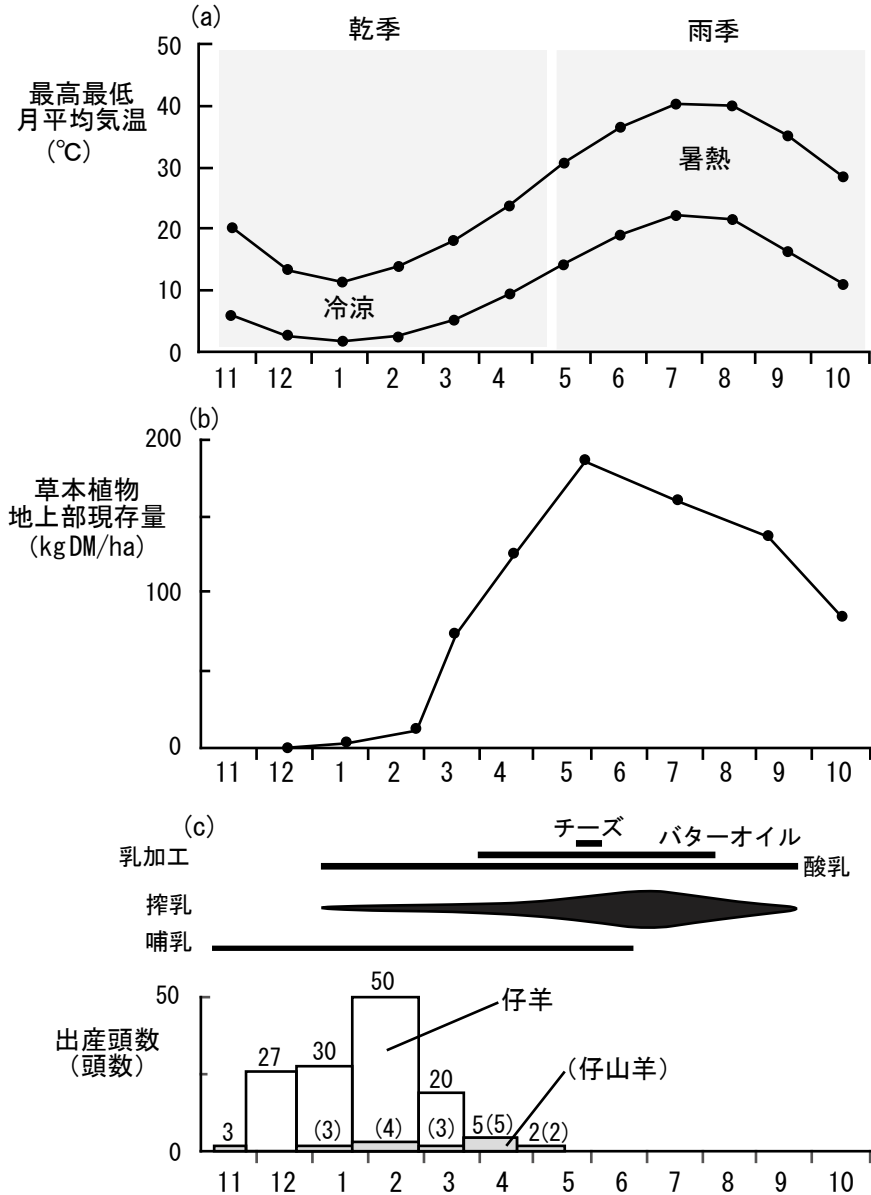 (a)
乾季
雨季
50
40
30
20
10
0
最高最低
月平均気温
(℃)
暑熱
冷涼
11 12 1 2 3 4 5 6 7 8 9 10
(b)
200
100
0
草本植物
地上部現存量
(kgDM/ha)
11 12 1 2 3 4 5 6 7 8 9 10
(c)
チーズ
バターオイル
乳加工
酸乳
搾乳
哺乳
50
0
出産頭数
(頭数)
仔羊
(仔山羊)
3 27 30 50 20 5(5) 2(2)
(3) (4) (3)
11 12 1 2 3 4 5 6 7 8 9 10